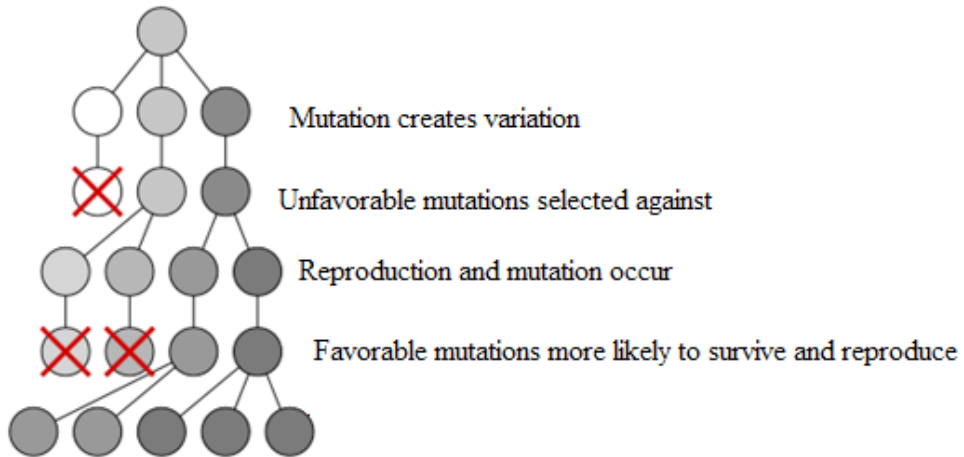 Mutation creates variation
Unfavorable mutations selected against
Reproduction and mutation occur
Favorable mutations more likely to survive and reproduce